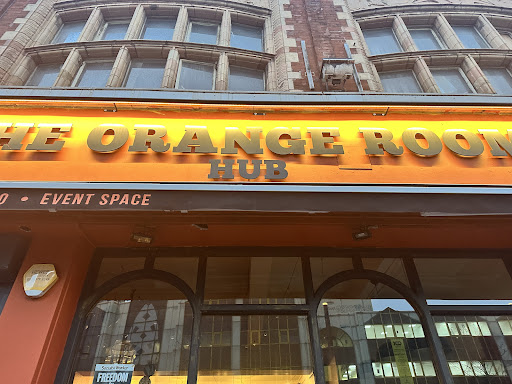 HE ORANGE ROOM
HUB
O • EVENT SPACE
FREEDOM